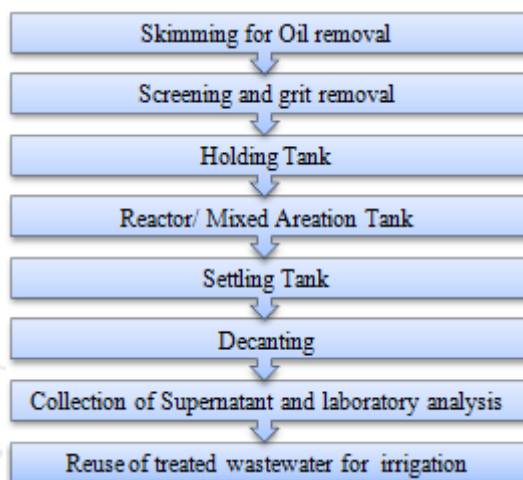 Skimming for Oil removal
Screening and grit removal
Holding Tank
Reactor/ Mixed Areation Tank
Settling Tank
Decanting
Collection of Supernatant and laboratory analysis
Reuse of treated wastewater for irrigation